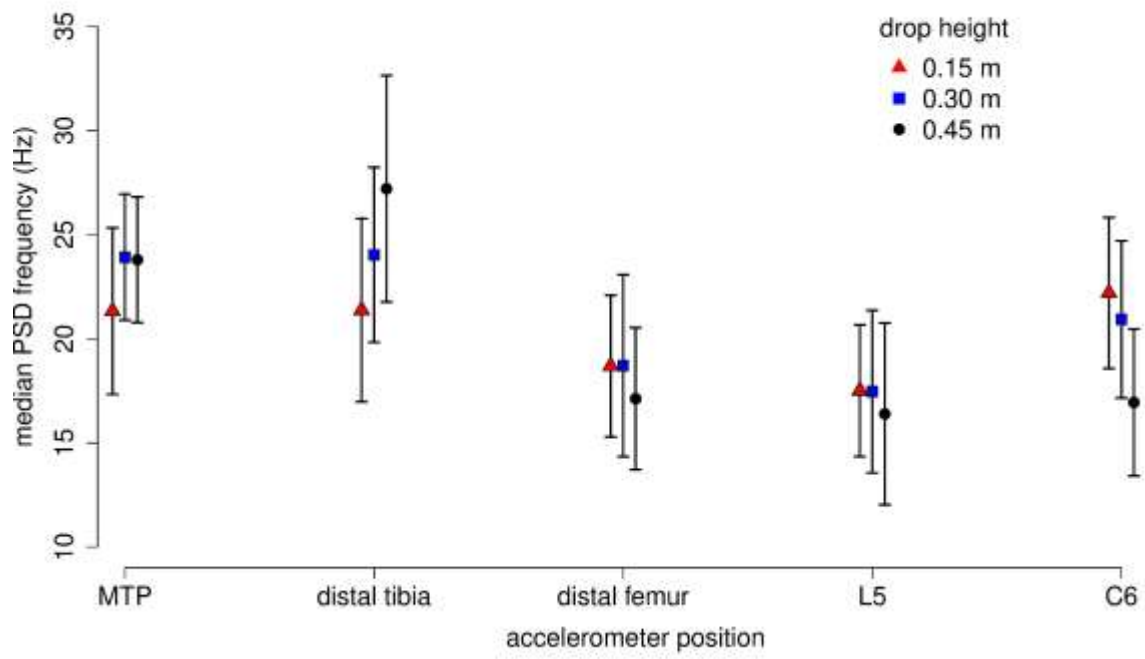 drop height
0.15 m
0.30 m
0.45 m
median PSD frequency (Hz)
35
30
25
20
15
10
MTP distal tibia distal femur L5 C6
accelerometer position